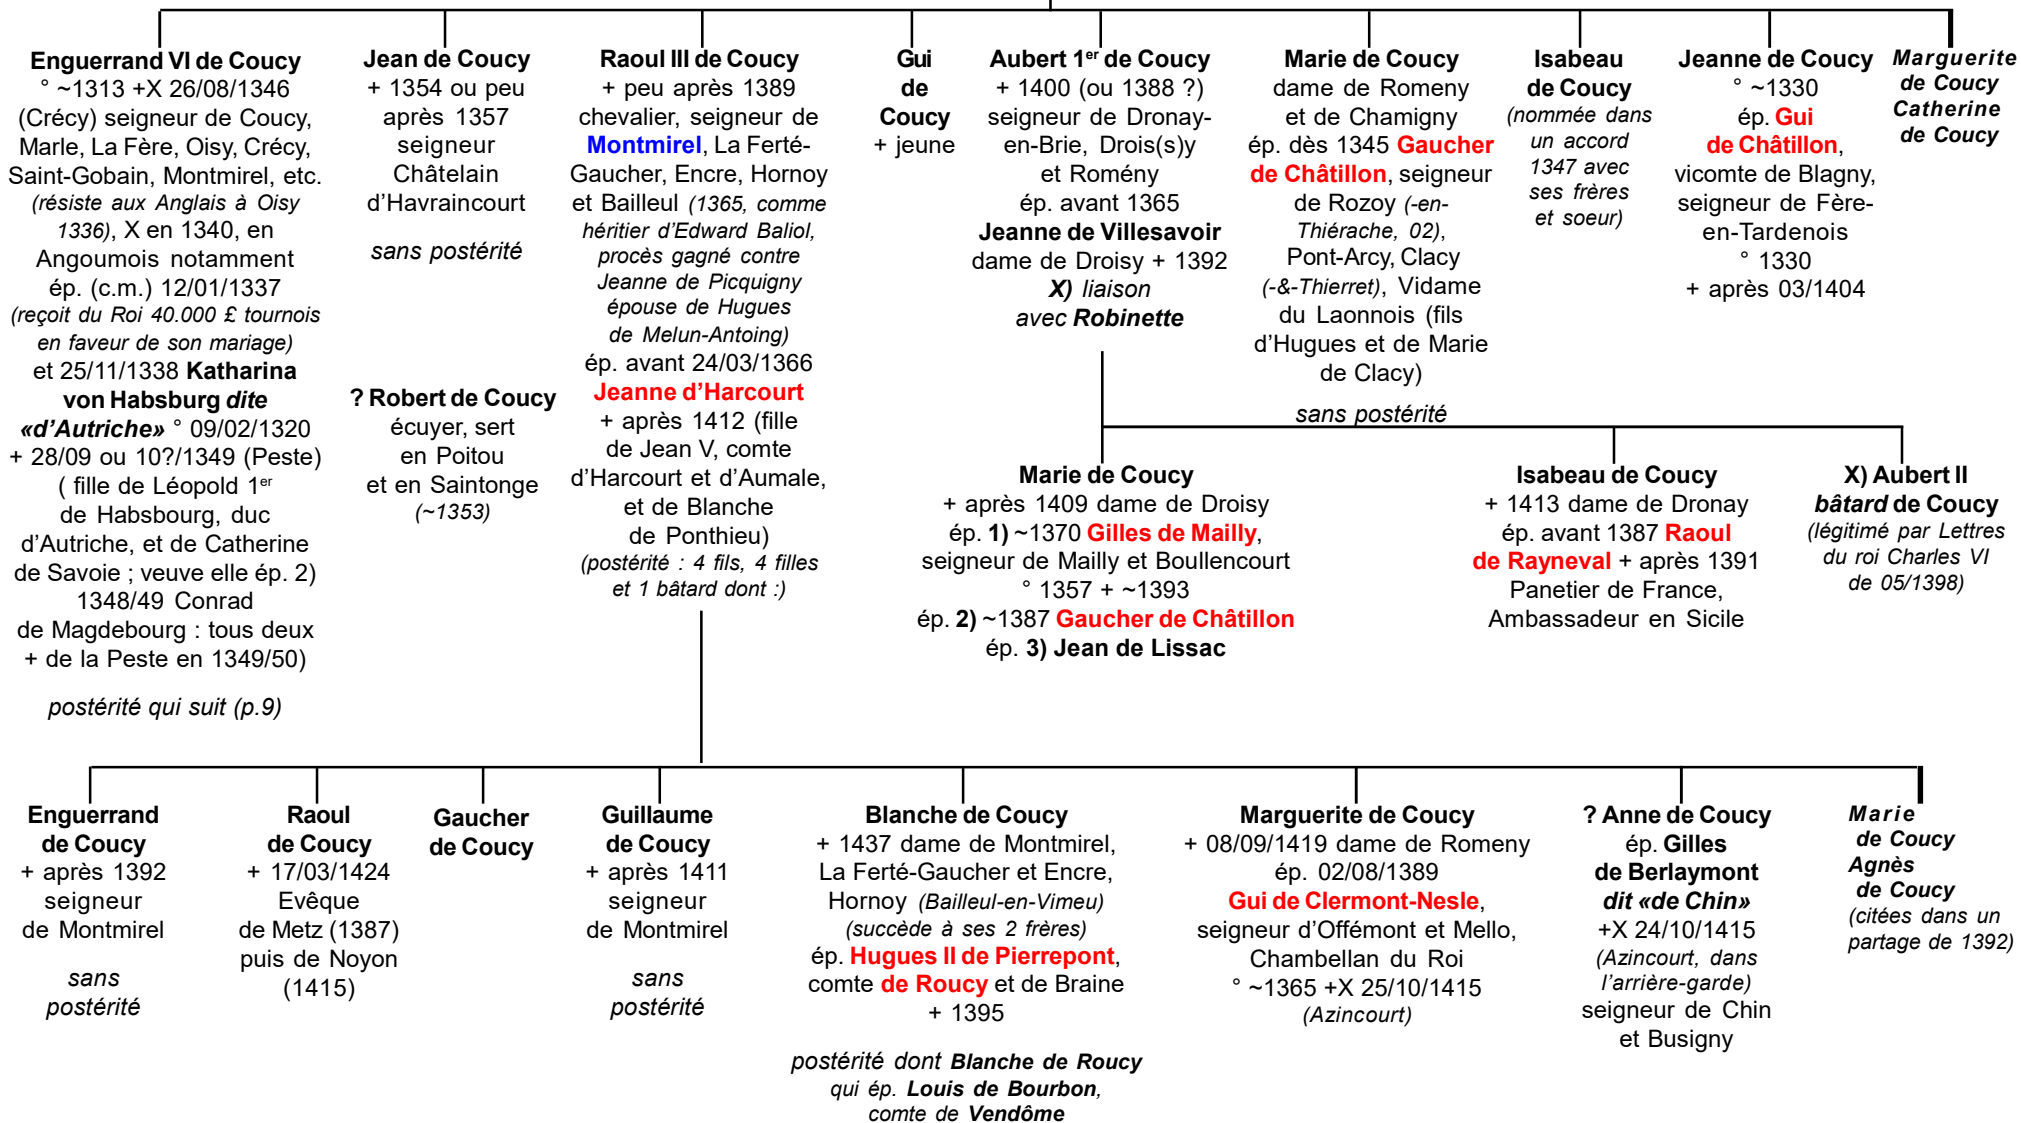 Enguerrand VI de Coucy
° ~1313 +X 26/08/1346
(Crécy) seigneur de Coucy,
Marle, La Fère, Oisy, Crécy,
Saint-Gobain, Montmirel, etc.
(résiste aux Anglais à Oisy
1336), X en 1340, en
Angoumois notamment
ép. (c.m.) 12/01/1337
(reçoit du Roi 40.000 £ tournois
en faveur de son mariage)
et 25/11/1338 Katharina
von Habsburg dite
«d’Autriche» ° 09/02/1320
+ 28/09 ou 10?/1349 (Peste)
( fille de Léopold 1er
de Habsbourg, duc
d’Autriche, et de Catherine
de Savoie ; veuve elle ép. 2)
1348/49 Conrad
de Magdebourg : tous deux
+ de la Peste en 1349/50)
postérité qui suit (p.9)
Jean de Coucy
+ 1354 ou peu
après 1357
seigneur
Châtelain
d’Havraincourt
sans postérité
? Robert de Coucy
écuyer, sert
en Poitou
et en Saintonge
(~1353)
Raoul III de Coucy
+ peu après 1389
chevalier, seigneur de
Montmirel, La Ferté-
Gaucher, Encre, Hornoy
et Bailleul (1365, comme
héritier d’Edward Baliol,
procès gagné contre
Jeanne de Picquigny
épouse de Hugues
de Melun-Antoing)
ép. avant 24/03/1366
Jeanne d’Harcourt
+ après 1412 (fille
de Jean V, comte
d’Harcourt et d’Aumale,
et de Blanche
de Ponthieu)
(postérité : 4 fils, 4 filles
et 1 bâtard dont :)
Gui
de
Coucy
+ jeune
Aubert 1er de Coucy
+ 1400 (ou 1388 ?)
seigneur de Dronay-
en-Brie, Drois(s)y
et Romény
ép. avant 1365
Jeanne de Villesavoir
dame de Droisy + 1392
X) liaison
avec Robinette
Marie de Coucy
dame de Romeny
et de Chamigny
ép. dès 1345 Gaucher
de Châtillon, seigneur
de Rozoy (-en-
Thiérache, 02),
Pont-Arcy, Clacy
(-&-Thierret), Vidame
du Laonnois (fils
d’Hugues et de Marie
de Clacy)
sans postérité
Isabeau
de Coucy
(nommée dans
un accord
1347 avec
ses frères
et soeur)
Jeanne de Coucy
° ~1330
ép. Gui
de Châtillon,
vicomte de Blagny,
seigneur de Fère-
en-Tardenois
° 1330
+ après 03/1404
Marguerite
de Coucy
Catherine
de Coucy
Marie de Coucy
+ après 1409 dame de Droisy
ép. 1) ~1370 Gilles de Mailly,
seigneur de Mailly et Boullencourt
° 1357 + ~1393
ép. 2) ~1387 Gaucher de Châtillon
ép. 3) Jean de Lissac
Isabeau de Coucy
+ 1413 dame de Dronay
ép. avant 1387 Raoul
de Rayneval + après 1391
Panetier de France,
Ambassadeur en Sicile
X) Aubert II
bâtard de Coucy
(légitimé par Lettres
du roi Charles VI
de 05/1398)
Enguerrand
de Coucy
+ après 1392
seigneur
de Montmirel
sans
postérité
Raoul
de Coucy
+ 17/03/1424
Evêque
de Metz (1387)
puis de Noyon
(1415)
Gaucher
de Coucy
Guillaume
de Coucy
+ après 1411
seigneur
de Montmirel
sans
postérité
Blanche de Coucy
+ 1437 dame de Montmirel,
La Ferté-Gaucher et Encre,
Hornoy (Bailleul-en-Vimeu)
(succède à ses 2 frères)
ép. Hugues II de Pierrepont,
comte de Roucy et de Braine
+ 1395
postérité dont Blanche de Roucy
qui ép. Louis de Bourbon,
comte de Vendôme
Marguerite de Coucy
+ 08/09/1419 dame de Romeny
ép. 02/08/1389
Gui de Clermont-Nesle,
seigneur d’Offémont et Mello,
Chambellan du Roi
° ~1365 +X 25/10/1415
(Azincourt)
? Anne de Coucy
ép. Gilles
de Berlaymont
dit «de Chin»
+X 24/10/1415
(Azincourt, dans
l’arrière-garde)
seigneur de Chin
et Busigny
Marie
de Coucy
Agnès
de Coucy
(citées dans un
partage de 1392)